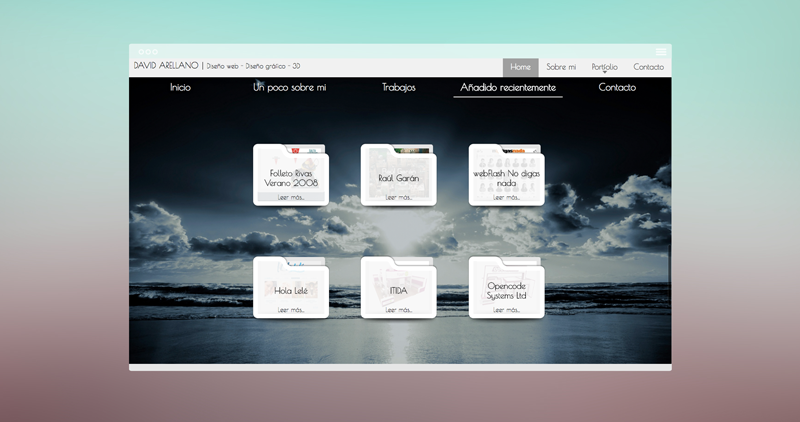 DAVID ARELLANO | Diseño web - Diseño gráfico - 3D
Home Sobre mi Portfolio Contacto
Inicio Un poco sobre mi Trabajos Añadido recientemente Contacto
Folleto Rivas
Verano 2008
Leer más...
Raúl Garán
Leer más...
webflash No digas
nada
Leer más...
Hola Lelé
Leer más...
ITIDA
Leer más...
Opencode
Systems Ltd
Leer más...